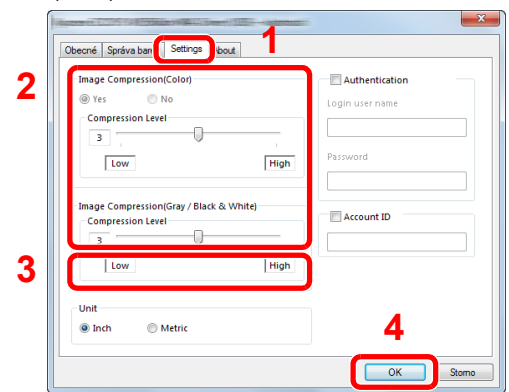 1
Obecné Správa bare Settings About
2
Image Compression(Color)
Yes No
Compression Level
3
Low High
Image Compression(Gray / Black & White)
Compression Level
3
3
Low High
Unit
Inch Metric
Authentication
Login user name
Password
Account ID
4
OK Storno